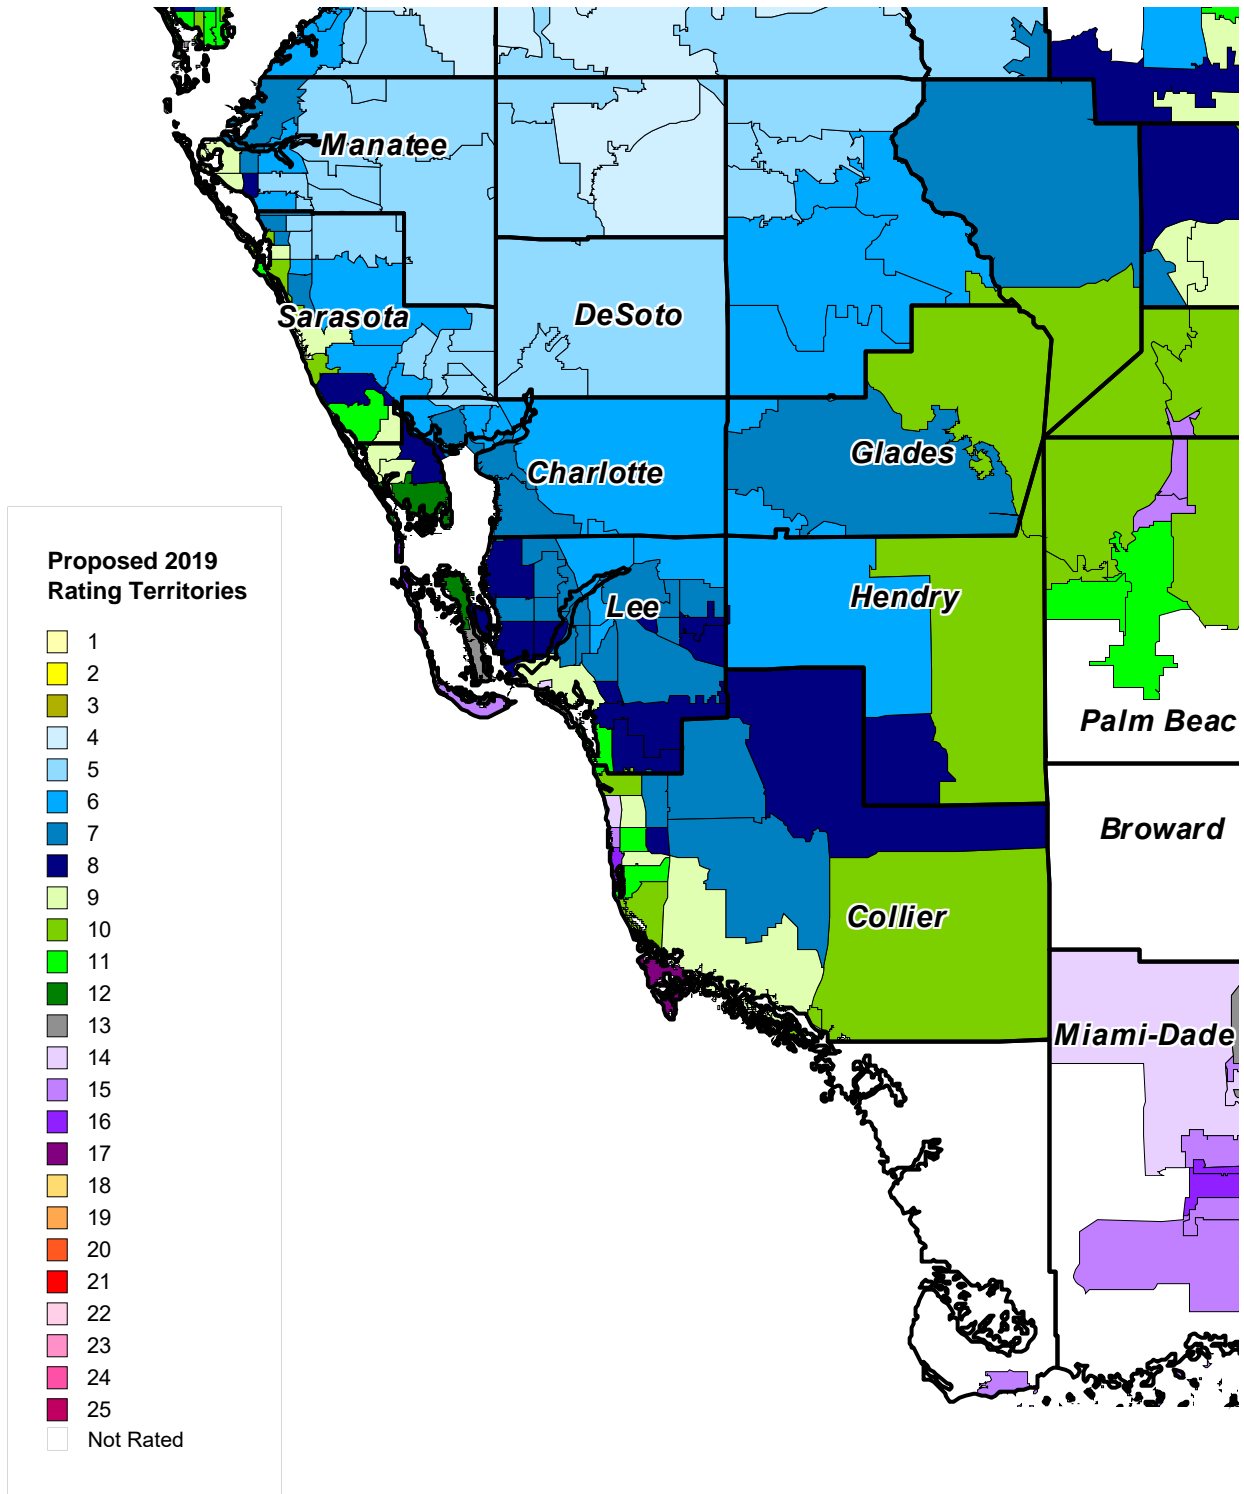 Manatee
Sarasota
DeSoto
Charlotte
Glades
Lee
Hendry
Palm Beac
Broward
Collier
Miami-Dade
Proposed 2019
Rating Territories
1
2
3
4
5
6
7
8
9
10
11
12
13
14
15
16
17
18
19
20
21
22
23
24
25
Not Rated